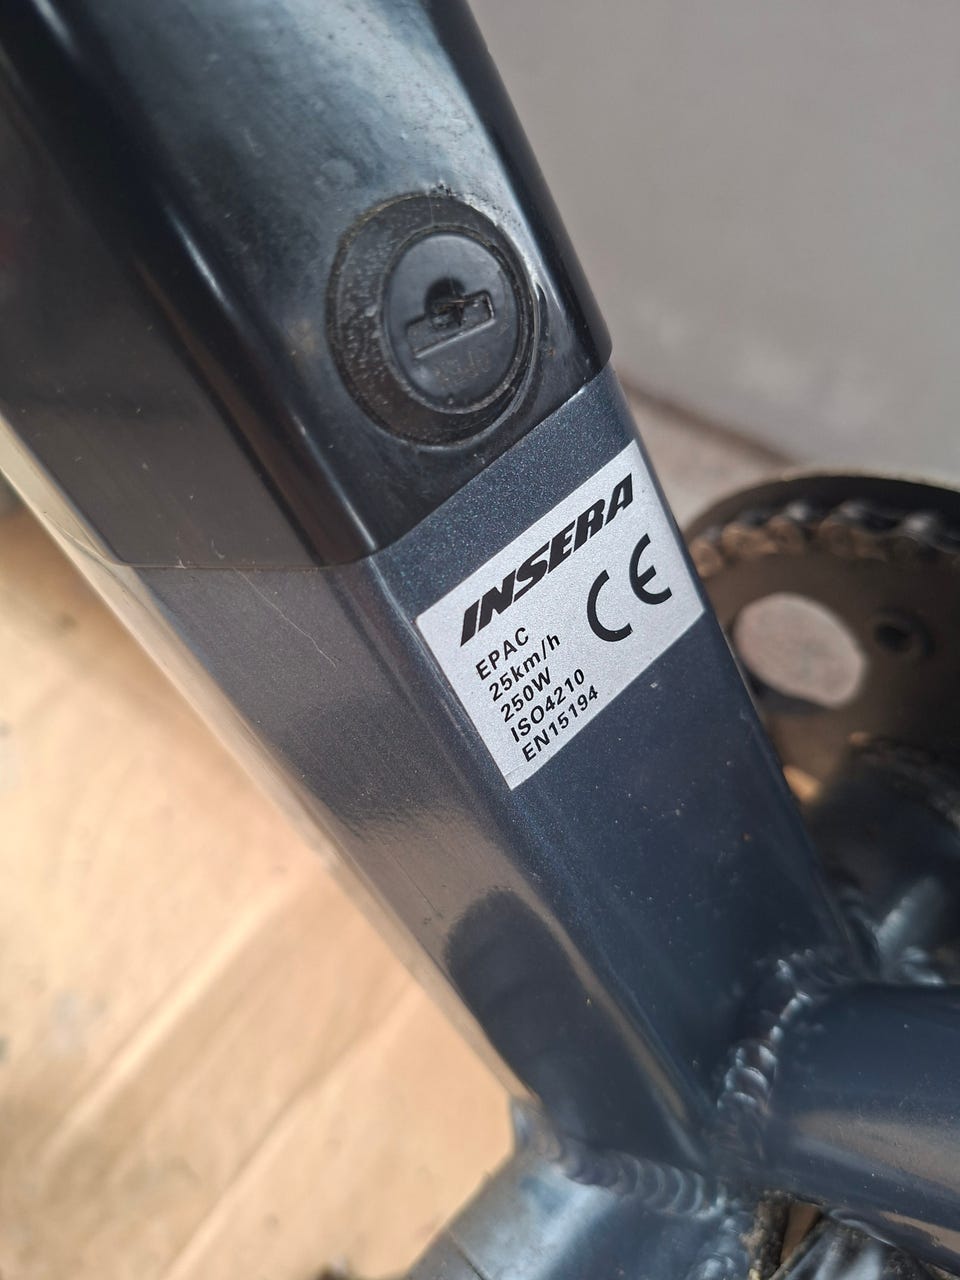 INSERA
CE
EPAC
25km/h
250W
ISO4210
EN15194